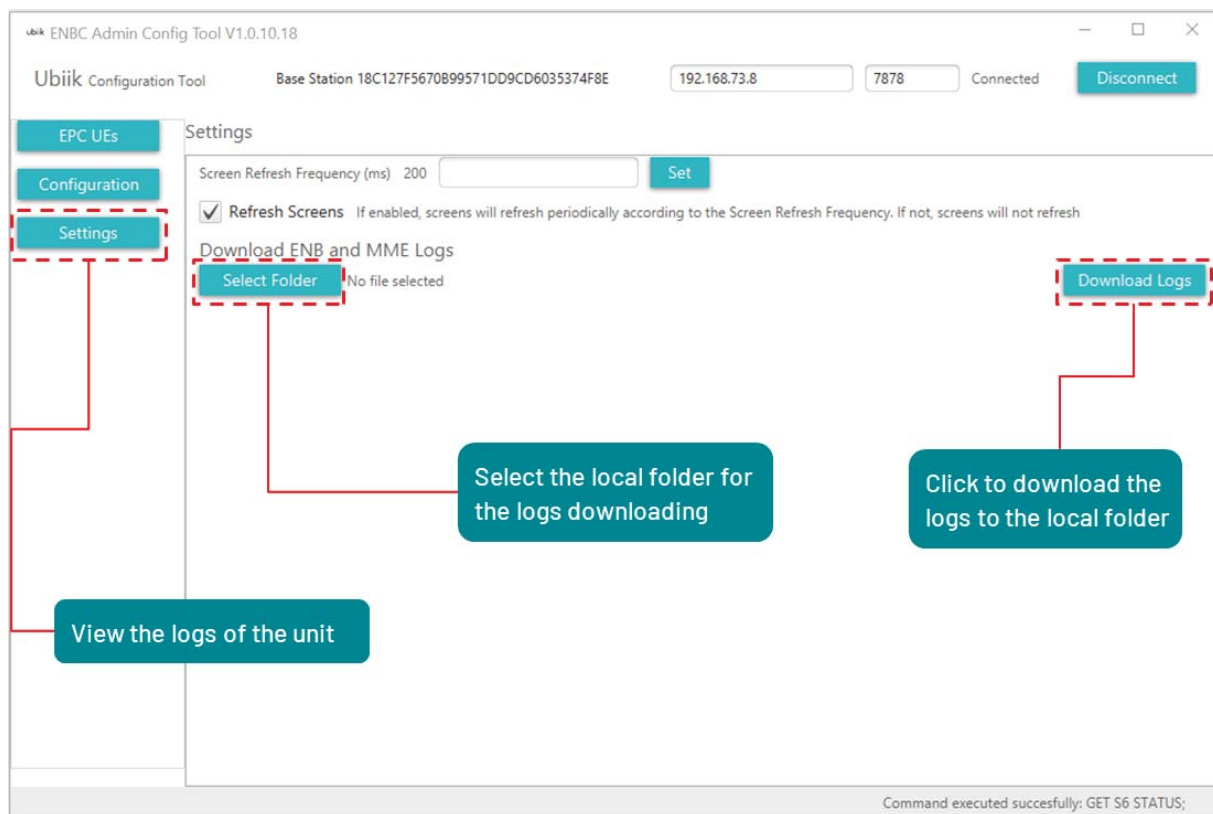 ubiik ENBC Admin Config Tool V1.0.10.18
Ubiik Configuration Tool
Base Station 18C127F5670B99571DD9CD6035374F8E
192.168.73.8
7878
Connected
Disconnect
EPC UEs
Configuration
Settings
Settings
Screen Refresh Frequency (ms) 200
Set
Refresh Screens If enabled, screens will refresh periodically according to the Screen Refresh Frequency. If not, screens will not refresh
Download ENB and MME Logs
Select Folder
No file selected
Download Logs
Select the local folder for
the logs downloading
Click to download the
logs to the local folder
View the logs of the unit
Command executed succesfully: GET S6 STATUS;